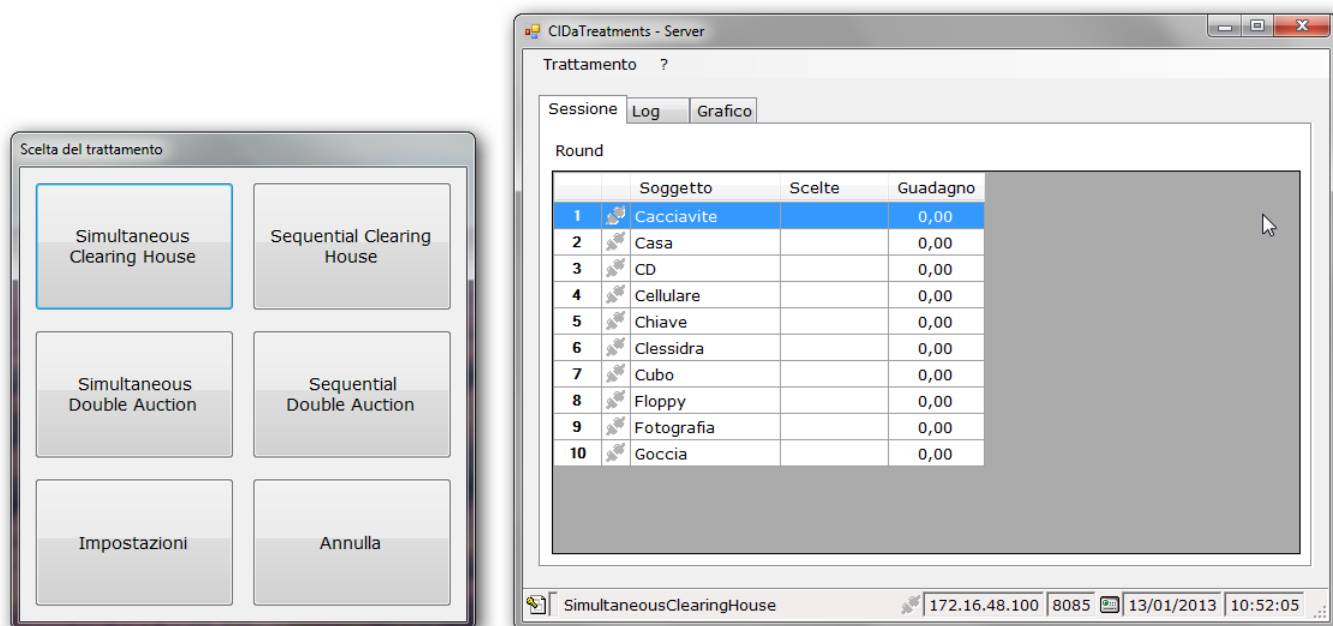 Scelta del trattamento
Simultaneous
Clearing House
Sequential Clearing
House
Simultaneous
Double Auction
Sequential
Double Auction
Impostazioni
Annulla
CIDaTreatments - Server
Trattamento ?
Sessione Log Grafico
Round
Soggetto Scelte Guadagno
1 Cacciavite 0,00
2 Casa 0,00
3 CD 0,00
4 Cellulare 0,00
5 Chiave 0,00
6 Clessidra 0,00
7 Cubo 0,00
8 Floppy 0,00
9 Fotografia 0,00
10 Goccia 0,00
SimultaneousClearingHouse 172.16.48.100 8085 13/01/2013 10:52:05